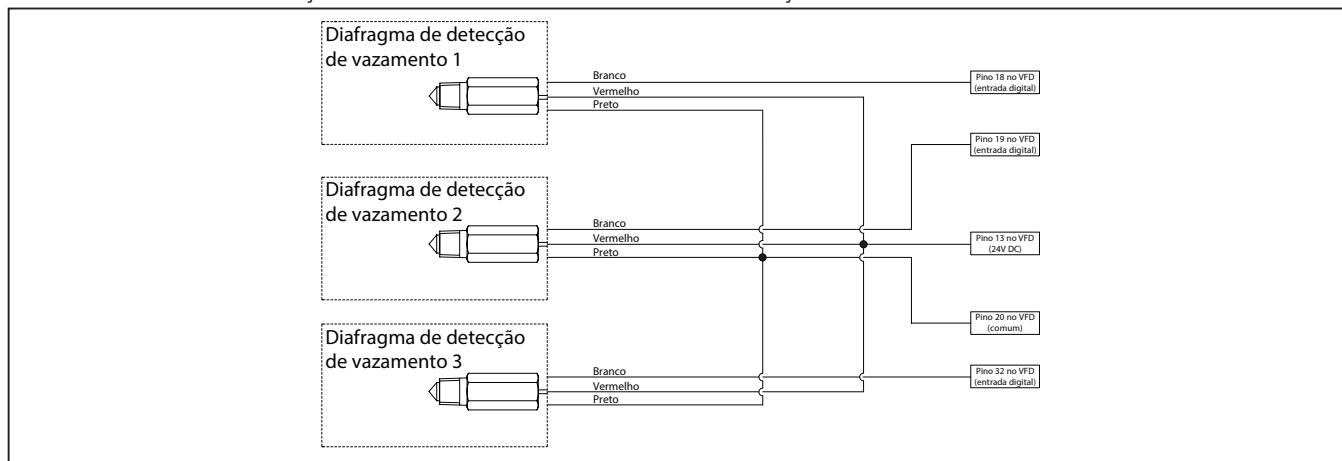 Diafragma de detecção
de vazamento 1
Branco
Vermelho
Preto
Pino 18 no VFD
(entrada digital)
Pino 19 no VFD
(entrada digital)
Diafragma de detecção
de vazamento 2
Branco
Vermelho
Preto
Pino 13 no VFD
(24V DC)
Pino 20 no VFD
(comum)
Diafragma de detecção
de vazamento 3
Branco
Vermelho
Preto
Pino 32 no VFD
(entrada digital)